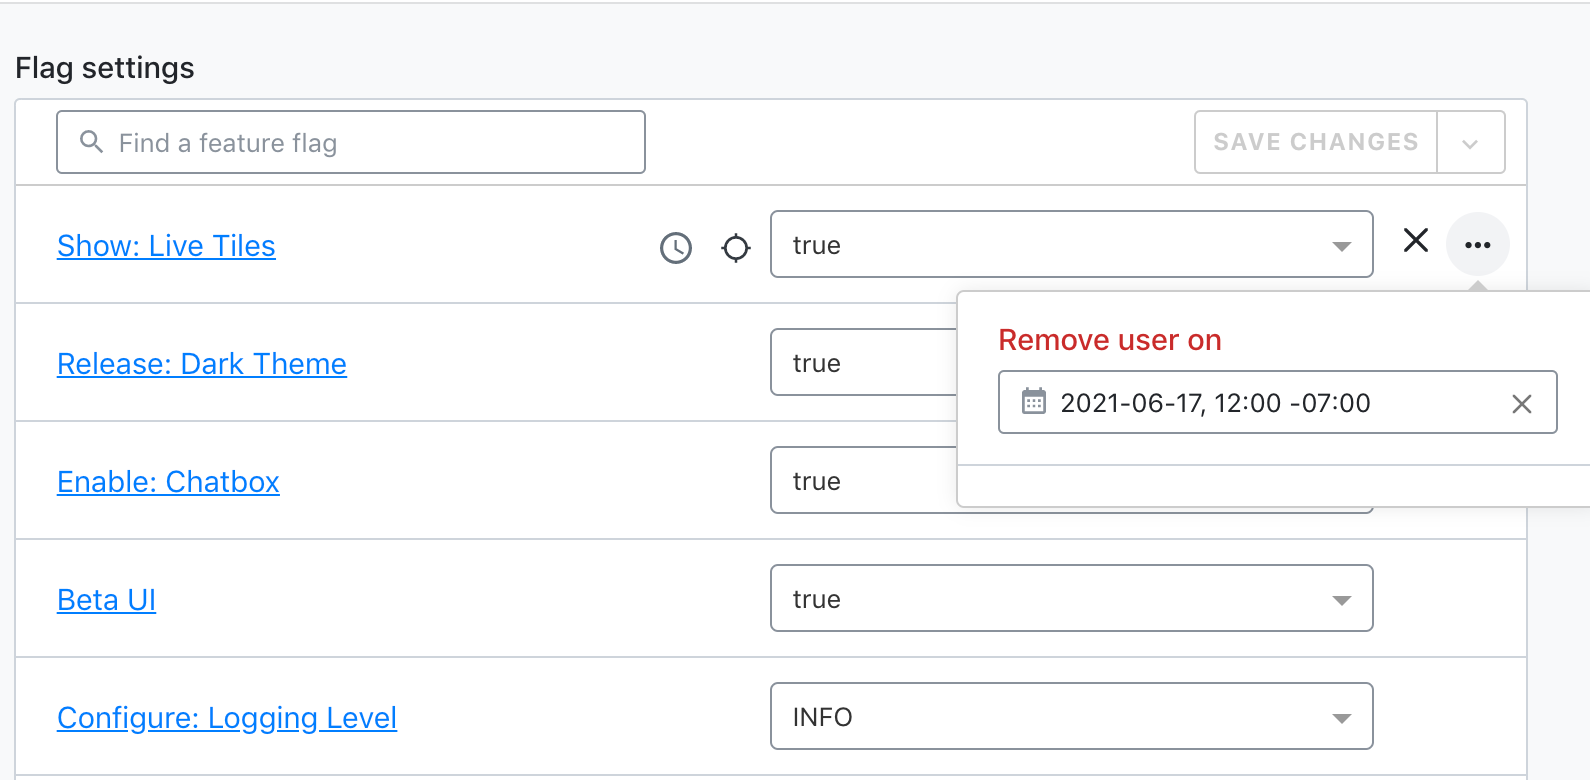 Flag settings
Find a feature flag
SAVE CHANGES
Show: Live Tiles
true
Remove user on
2021-06-17, 12:00 -07:00
Release: Dark Theme
true
Enable: Chatbox
true
Beta UI
true
Configure: Logging Level
INFO